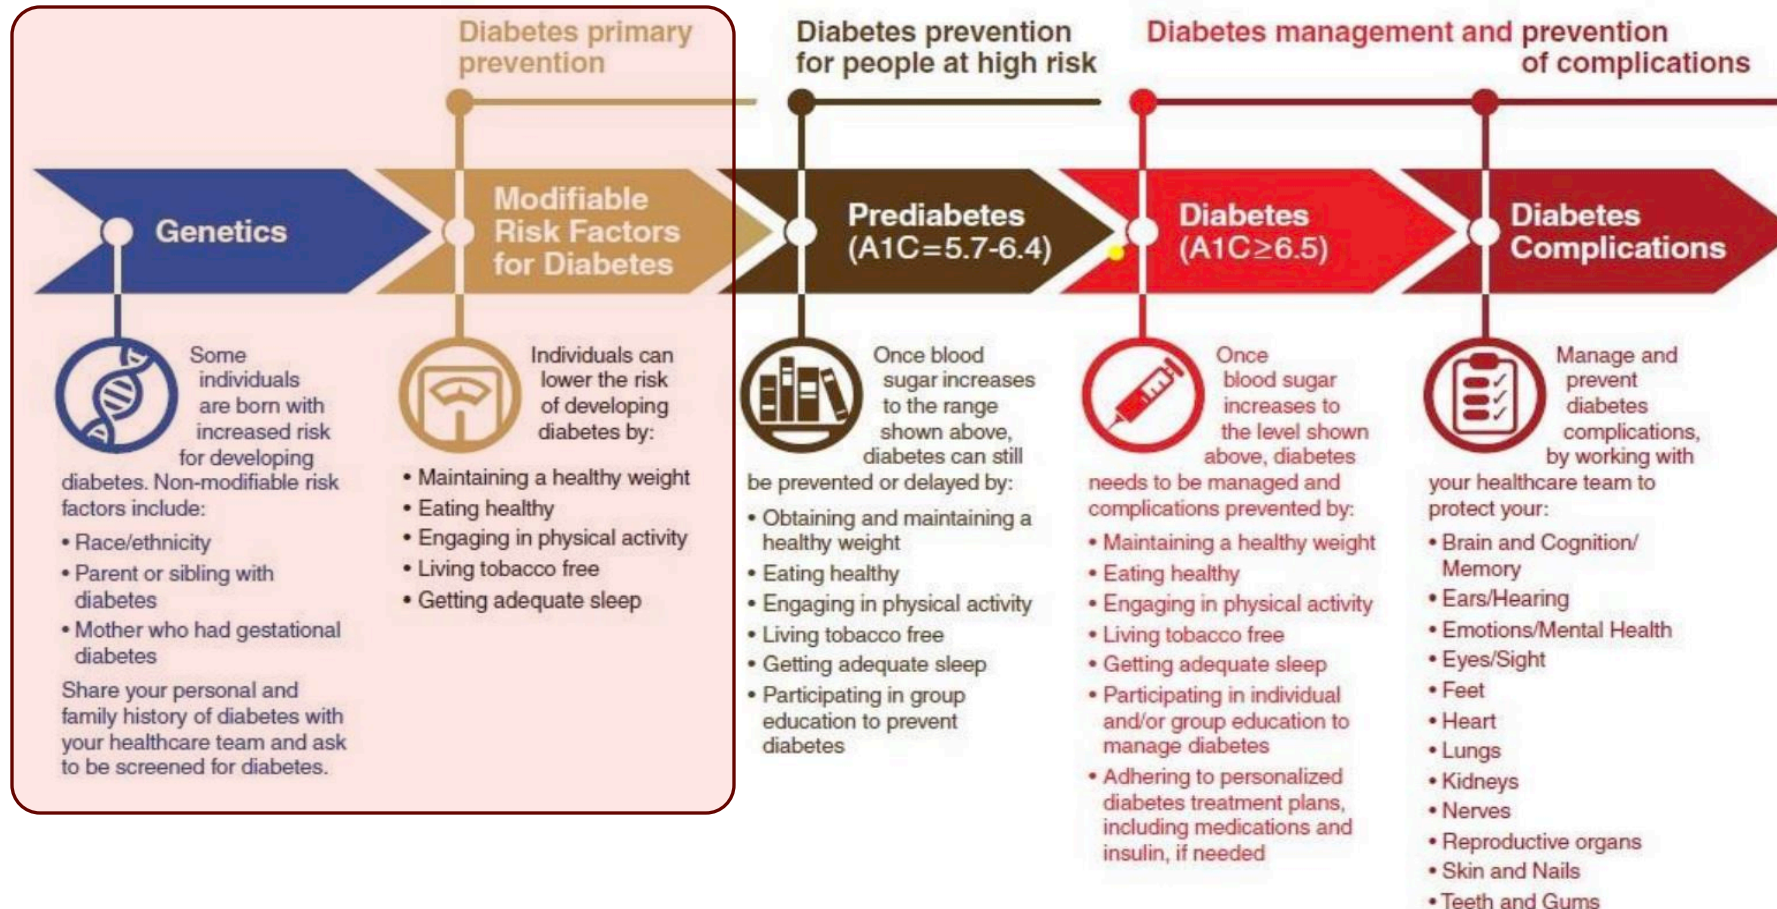 Diabetes primary
prevention
Diabetes prevention
for people at high risk
Diabetes management and prevention
of complications
Genetics
Modifiable
Risk Factors
for Diabetes
Prediabetes
(A1C=5.7-6.4)
Diabetes
(A1C≥6.5)
Diabetes
Complications
Some
individuals
are born with
increased risk
for developing
diabetes. Non-modifiable risk
factors include:
• Race/ethnicity
• Parent or sibling with
diabetes
• Mother who had gestational
diabetes
Share your personal and
family history of diabetes with
your healthcare team and ask
to be screened for diabetes.
Individuals can
lower the risk
of developing
diabetes by:
• Maintaining a healthy weight
• Eating healthy
• Engaging in physical activity
• Living tobacco free
• Getting adequate sleep
Once blood
sugar increases
to the range
shown above,
diabetes can still
be prevented or delayed by:
• Obtaining and maintaining a
healthy weight
• Eating healthy
• Engaging in physical activity
• Living tobacco free
• Getting adequate sleep
• Participating in group
education to prevent
diabetes
Once
blood sugar
increases to
the level shown
above, diabetes
needs to be managed and
complications prevented by:
• Maintaining a healthy weight
• Eating healthy
• Engaging in physical activity
• Living tobacco free
• Getting adequate sleep
• Participating in individual
and/or group education to
manage diabetes
• Adhering to personalized
diabetes treatment plans,
including medications and
insulin, if needed
Manage and
prevent
diabetes
complications,
by working with
your healthcare team to
protect your:
• Brain and Cognition/
Memory
• Ears/Hearing
• Emotions/Mental Health
• Eyes/Sight
• Feet
• Heart
• Lungs
• Kidneys
• Nerves
• Reproductive organs
• Skin and Nails
• Teeth and Gums